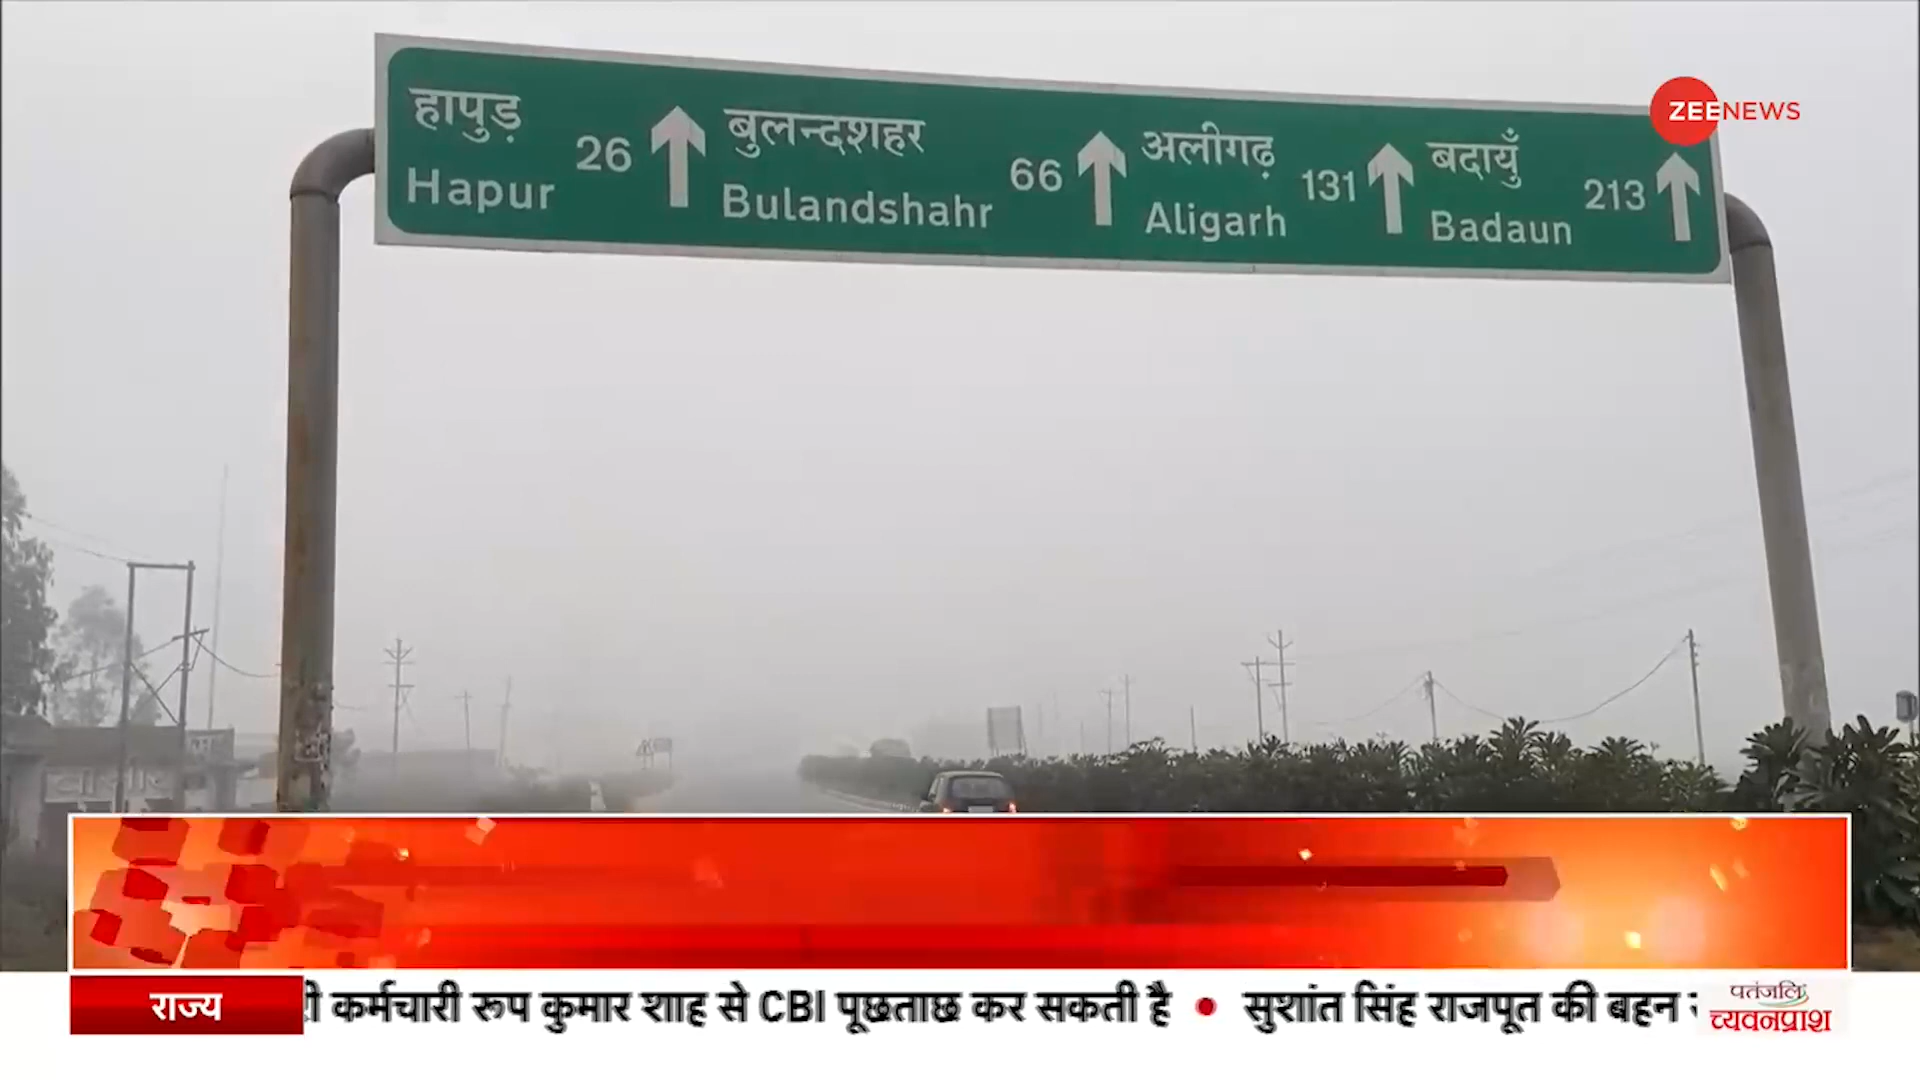 हापुड़ 26
Hapur
बुलन्दशहर 66
Bulandshahr
अलीगढ़ 131
Aligarh
बदायुँ 213
Badaun
ZEENEWS
राज्य
कर्मचारी रूप कुमार शाह से CBI पूछताछ कर सकती है • सुशांत सिंह राजपूत की बहन
पतंजलि
च्यवनप्राश